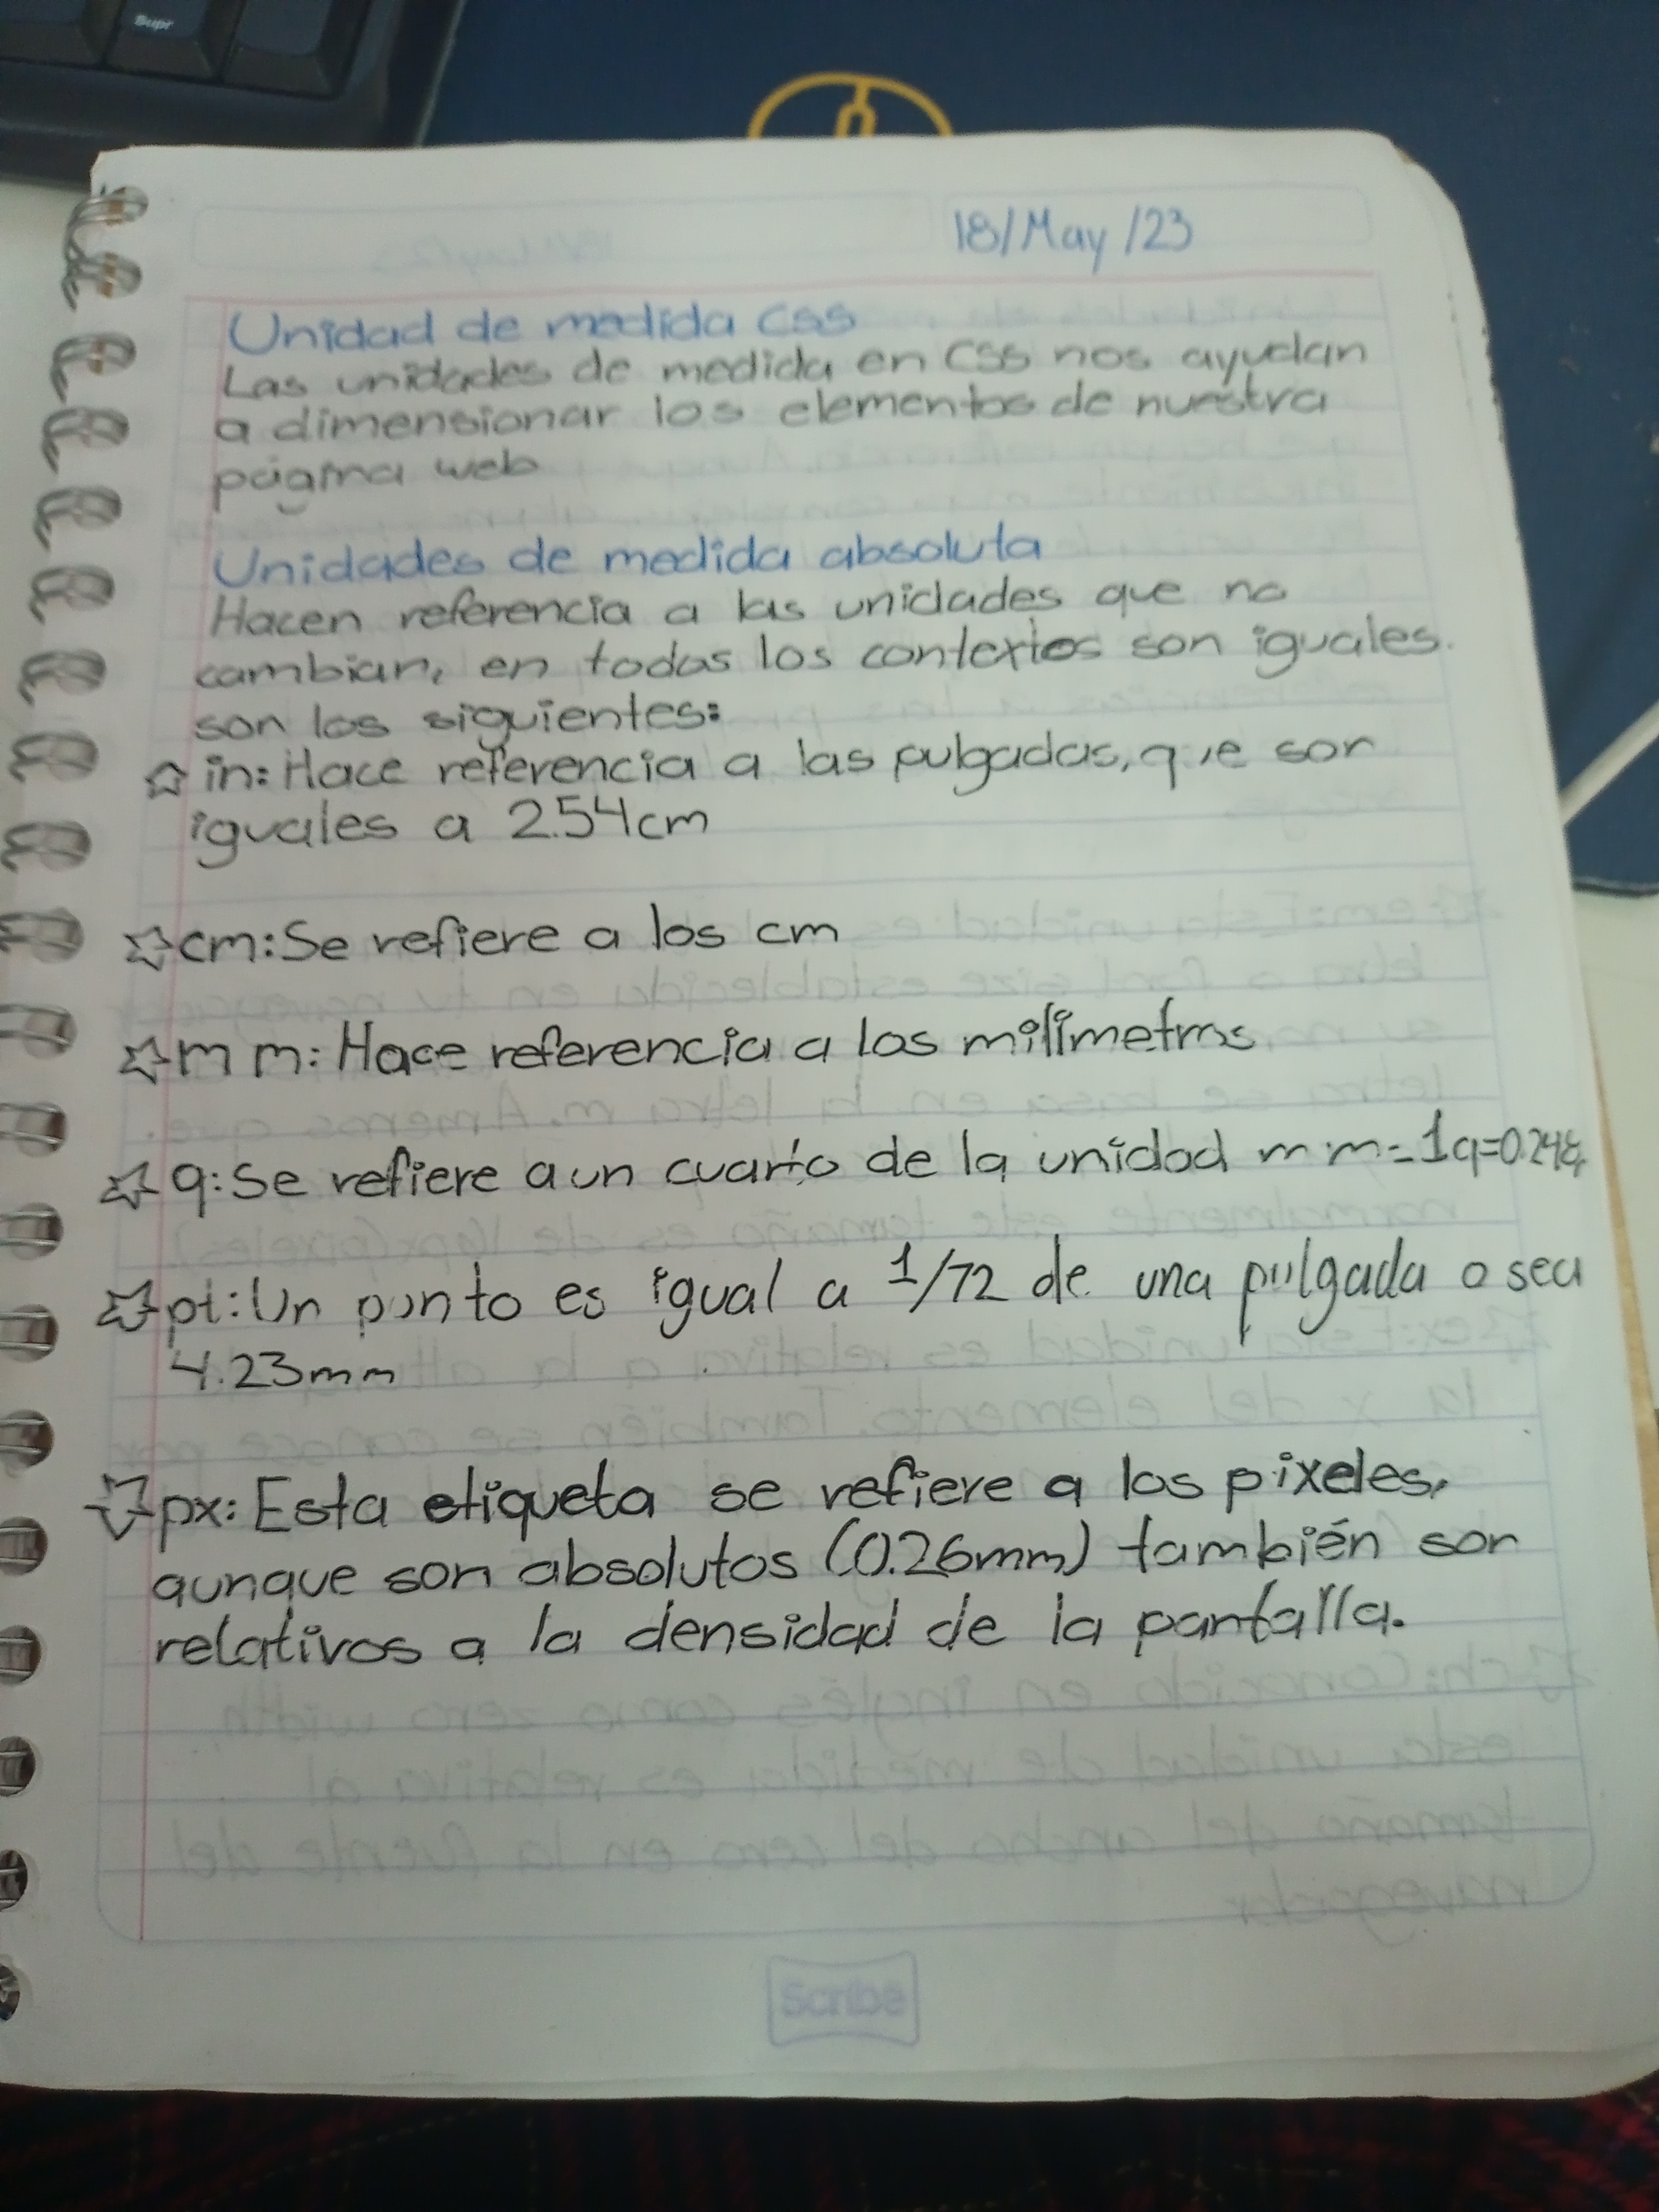 Supr
18/May/23
Unidad de medida CSS
Las unidades de medida en CSS nos ayudan
a dimensionar los elementos de nuestra
página web
Unidades de medida absoluta
Hacen referencia a las unidades que no
cambian, en todos los contextos son iguales.
son los siguientes:
in: Hace referencia a las pulgadas, que son
iguales a 2.54cm
cm: Se refiere a los cm
mm: Hace referencia a los milímetros
q: Se refiere a un cuarto de la unidad mm = 1q=0.248
pt: Un punto es igual a 1/72 de una pulgada o sea
4.23mm
px: Esta etiqueta se refiere a los pixeles,
aunque son absolutos (0.26mm) también son
relativos a la densidad de la pantalla.
Scribe